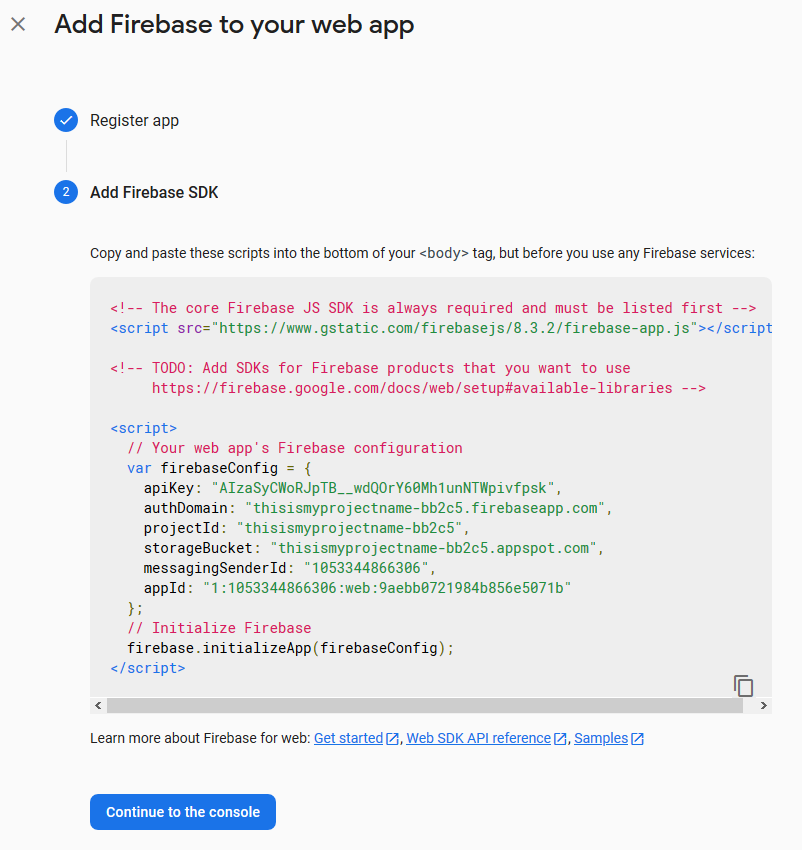 Add Firebase to your web app
Register app
2
Add Firebase SDK
Copy and paste these scripts into the bottom of your <body> tag, but before you use any Firebase services:
<!-- The core Firebase JS SDK is always required and must be listed first -->
<script src="https://www.gstatic.com/firebasejs/8.3.2/firebase-app.js"></script
<!-- TODO: Add SDKs for Firebase products that you want to use
https://firebase.google.com/docs/web/setup#available-libraries -->
<script>
// Your web app's Firebase configuration
var firebaseConfig = {
apiKey: "AIzaSyCWoRJpTB__wdQOrY60Mh1unNTWpivfpsk",
authDomain: "thisismyprojectname-bb2c5.firebaseapp.com",
projectId: "thisismyprojectname-bb2c5",
storageBucket: "thisismyprojectname-bb2c5.appspot.com",
messagingSenderId: "1053344866306",
appId: "1:1053344866306:web:9aebb0721984b856e5071b"
};
// Initialize Firebase
firebase.initializeApp(firebaseConfig);
</script>
Learn more about Firebase for web: Get started, Web SDK API reference, Samples
Continue to the console